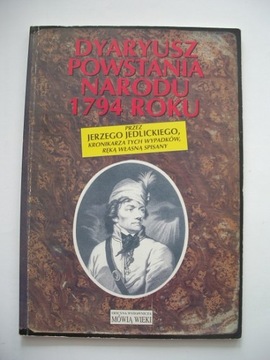 DYARYUSZ
POWSTANIA
NARODU
1794 ROKU
PRZEZ
JERZEGO JEDLICKIEGO,
KRONIKARZA TYCH WYPADKÓW,
RĘKĄ WŁASNĄ SPISANY
MÓWIĄ WIEKI